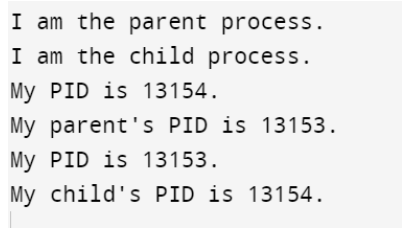 I am the parent process.
I am the child process.
My PID is 13154.
My parent's PID is 13153.
My PID is 13153.
My child's PID is 13154.